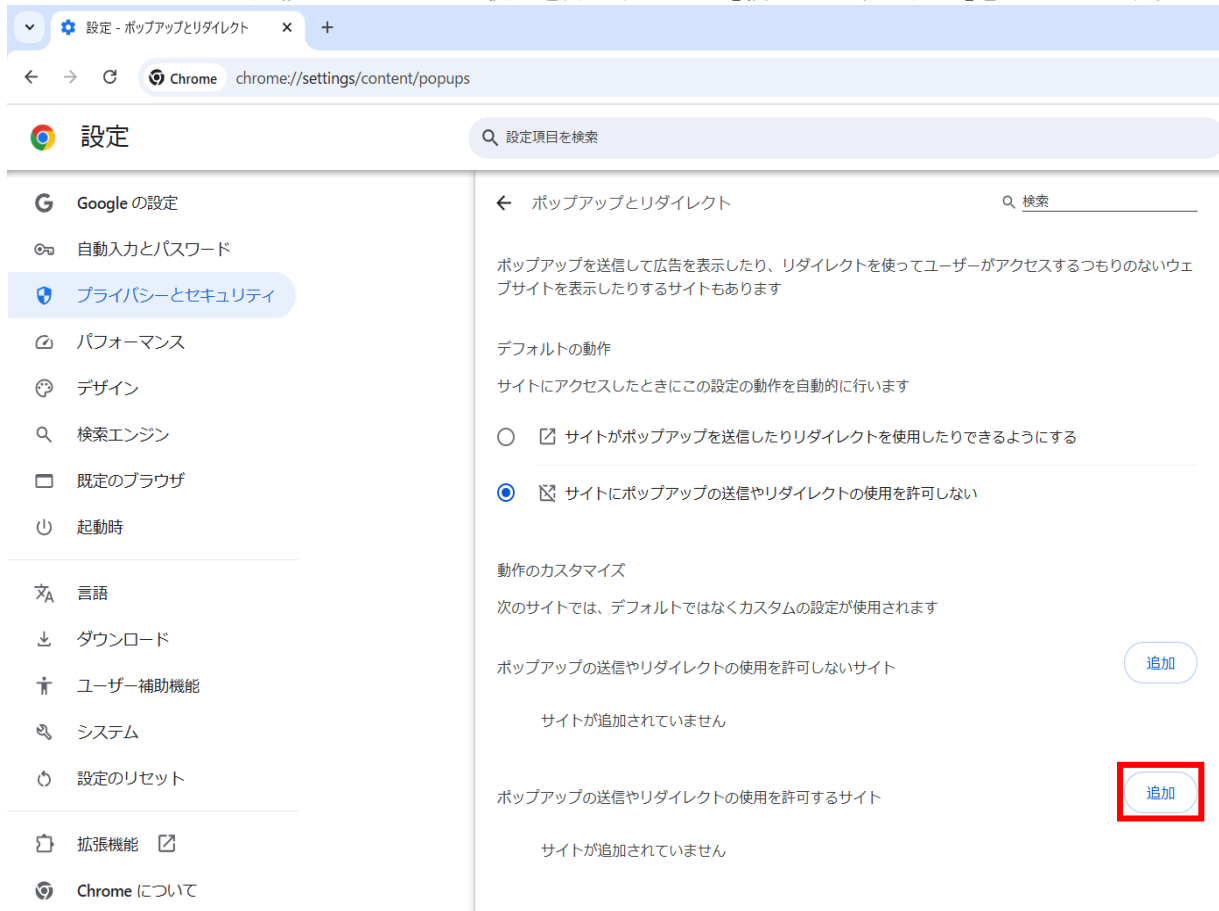 設定 - ポップアップとリダイレクト
Chrome chrome://settings/content/popups
設定
設定項目を検索
Google の設定
自動入力とパスワード
プライバシーとセキュリティ
パフォーマンス
デザイン
検索エンジン
既定のブラウザ
起動時
言語
ダウンロード
ユーザー補助機能
システム
設定のリセット
拡張機能
Chrome について
ポップアップとリダイレクト
検索
ポップアップを送信して広告を表示したり、リダイレクトを使ってユーザーがアクセスするつもりのないウェ
ブサイトを表示したりするサイトもあります
デフォルトの動作
サイトにアクセスしたときにこの設定の動作を自動的に行います
サイトがポップアップを送信したりリダイレクトを使用したりできるようにする
サイトにポップアップの送信やリダイレクトの使用を許可しない
動作のカスタマイズ
次のサイトでは、デフォルトではなくカスタムの設定が使用されます
ポップアップの送信やリダイレクトの使用を許可しないサイト
追加
サイトが追加されていません
ポップアップの送信やリダイレクトの使用を許可するサイト
追加
サイトが追加されていません